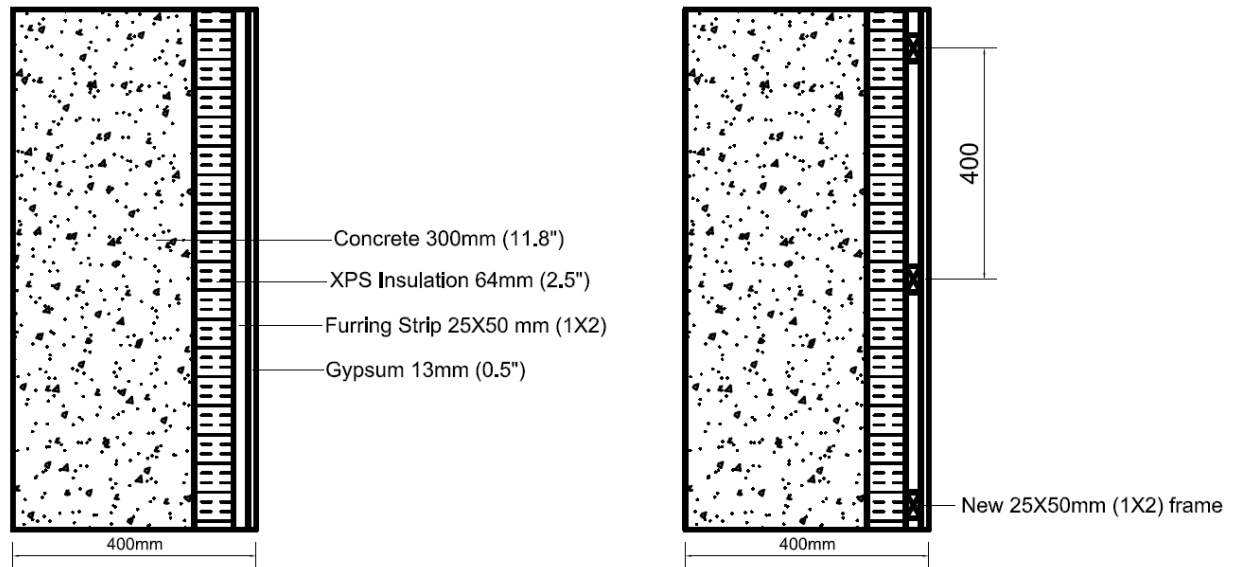 Concrete 300mm (11.8")
XPS Insulation 64mm (2.5")
Furring Strip 25X50 mm (1X2)
Gypsum 13mm (0.5")
400mm
400
New 25X50mm (1X2) frame
400mm